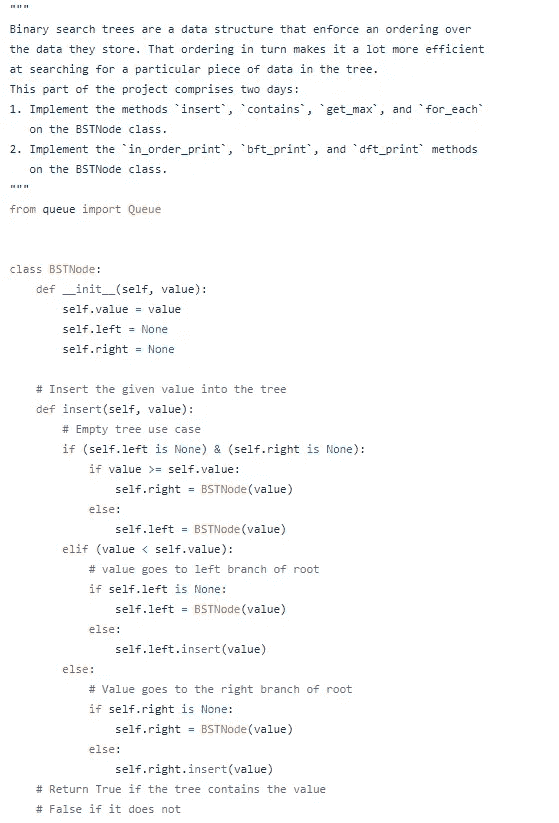 """
Binary search trees are a data structure that enforce an ordering over
the data they store. That ordering in turn makes it a lot more efficient
at searching for a particular piece of data in the tree.
This part of the project comprises two days:
1. Implement the methods `insert`, `contains`, `get_max`, and `for_each`
   on the BSTNode class.
2. Implement the `in_order_print`, `bft_print`, and `dft_print` methods
   on the BSTNode class.
"""
from queue import Queue
class BSTNode:
    def __init__(self, value):
        self.value = value
        self.left = None
        self.right = None
    # Insert the given value into the tree
    def insert(self, value):
        # Empty tree use case
        if (self.left is None) & (self.right is None):
            if value >= self.value:
                self.right = BSTNode(value)
            else:
                self.left = BSTNode(value)
        elif (value < self.value):
            # value goes to left branch of root
            if self.left is None:
                self.left = BSTNode(value)
            else:
                self.left.insert(value)
        else:
            # Value goes to the right branch of root
            if self.right is None:
                self.right = BSTNode(value)
            else:
                self.right.insert(value)
    # Return True if the tree contains the value
    # False if it does not